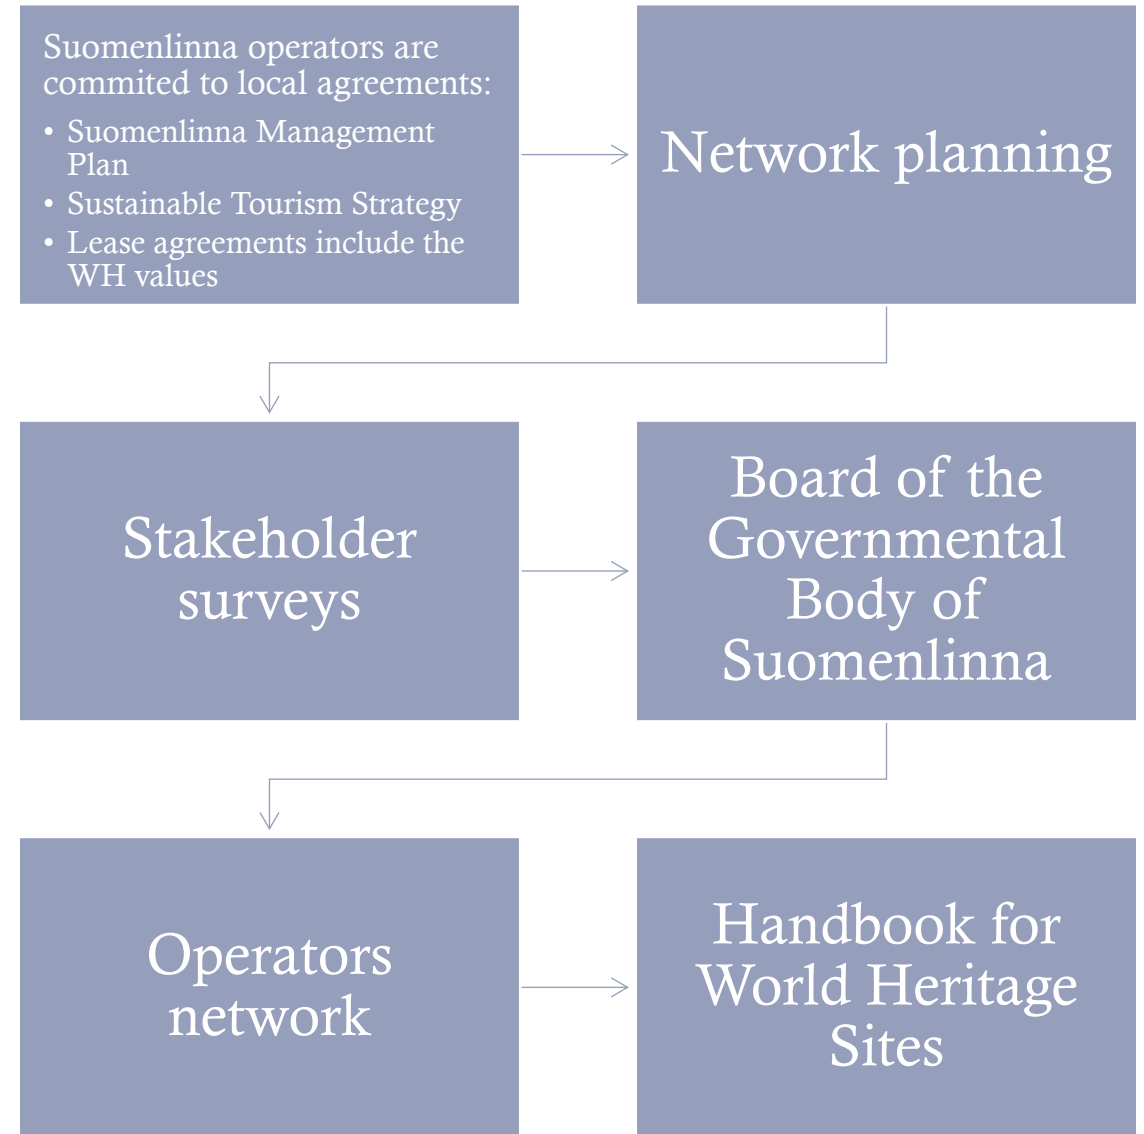 Suomenlinna operators are
commited to local agreements:
• Suomenlinna Management
Plan
• Sustainable Tourism Strategy
• Lease agreements include the
WH values
Network planning
Stakeholder
surveys
Board of the
Governmental
Body of
Suomenlinna
Operators
network
Handbook for
World Heritage
Sites